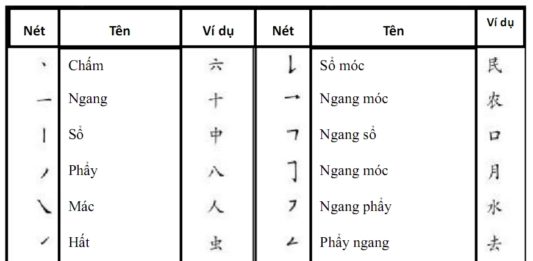 Nét Tên Ví dụ Nét Tên Ví dụ
丶 Chấm 六 𠄌 Sổ móc 民
一 Ngang 十 乛 Ngang móc 农
丨 Sổ 中 𠃍 Ngang sổ 口
丿 Phẩy 八 𠃌 Ngang móc 月
㇏ Mác 人 ㇇ Ngang phẩy 水
㇀ Hất 虫 𠃋 Phẩy ngang 去